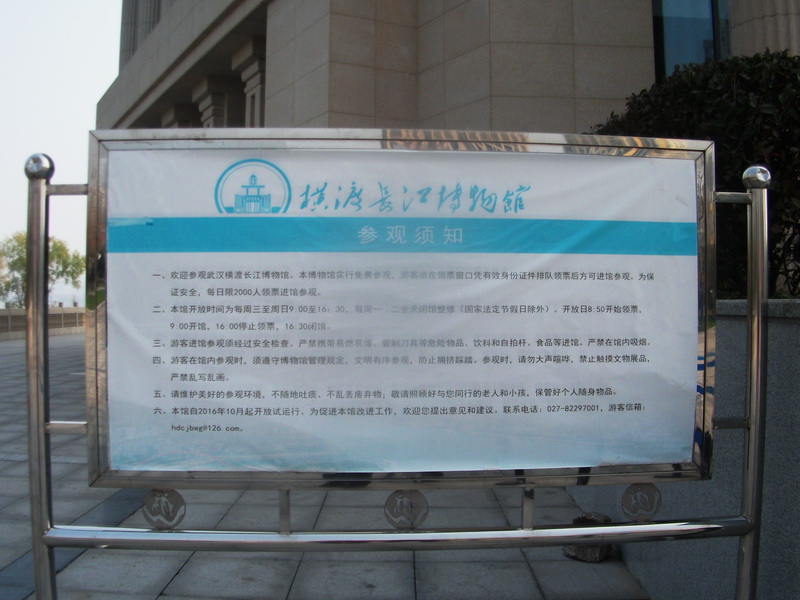 横渡长江博物馆
参观须知
一、欢迎参观武汉横渡长江博物馆。本博物馆实行免费参观，游客须在领票窗口凭有效身份证件排队领票后方可进馆参观。为保
证安全，每日限2000人领票进馆参观。
二、本馆开放时间为每周三至周日9:00至16:30，每周一、二全天闭馆整修（国家法定节假日除外）。开放日8:50开始领票，
9:00开馆，16:00停止领票，16:30闭馆。
三、游客进馆参观须经过安全检查。严禁携带易燃易爆、管制刀具等危险物品、饮料和自拍杆、食品等进馆。严禁在馆内吸烟。
四、游客在馆内参观时，须遵守博物馆管理规定，文明有序参观，防止拥挤踩踏。参观时，请勿大声喧哗，禁止触摸文物展品，
严禁乱写乱画。
五、请维护美好的参观环境，不随地吐痰、不乱丢废弃物；敬请照顾好与您同行的老人和小孩，保管好个人随身物品。
六、本馆自2016年10月起开放试运行。为促进本馆改进工作，欢迎您提出意见和建议。联系电话：027-82297001，游客信箱：
hdcjbwg@126.com。